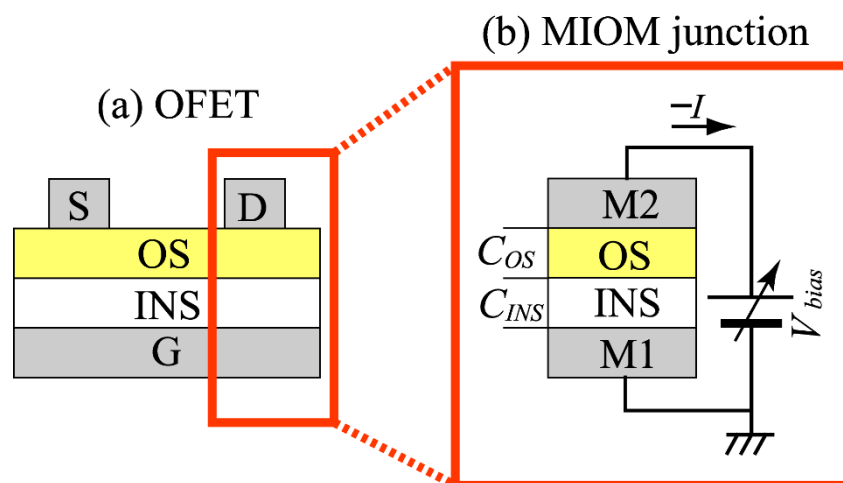 (b) MIOM junction
(a) OFET
−I
S
D
M2
OS
C_OS
OS
INS
C_INS
INS
V_bias
G
M1